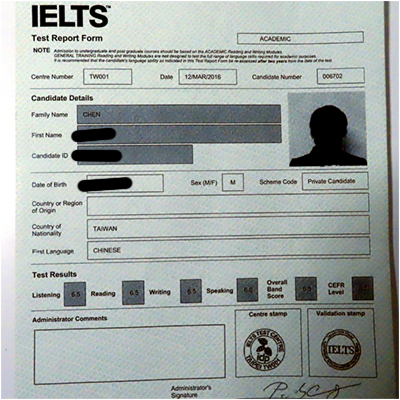 IELTS™
Test Report Form
ACADEMIC
NOTE Admission to undergraduate and post graduate courses should be based on the ACADEMIC Reading and Writing Modules.
GENERAL TRAINING Reading and Writing Modules are not designed to test the full range of language skills required for academic purposes.
It is recommended that the candidate's language ability as indicated in this Test Report Form be re-assessed after two years from the date of the test.
Centre Number TW001 Date 12/MAR/2016 Candidate Number 006702
Candidate Details
Family Name CHEN
First Name
Candidate ID
Date of Birth Sex (M/F) M Scheme Code Private Candidate
Country or Region of Origin
Country of Nationality TAIWAN
First Language CHINESE
Test Results
Listening 6.5 Reading 6.5 Writing 6.5 Speaking Overall Band Score 6.5 CEFR Level
Administrator Comments
Centre stamp
Validation stamp
IELTS TEST CENTRE
idp
TAIPEI TW001
IELTS
Administrator's
Signature